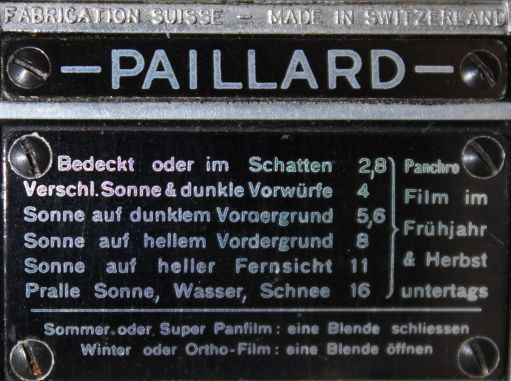 FABRICATION SUISSE - MADE IN SWITZERLAND
-PAILLARD-
Bedeckt oder im Schatten 2,8
Verschl. Sonne & dunkle Vorwürfe 4
Sonne auf dunklem Vordergrund 5,6
Sonne auf hellem Vordergrund 8
Sonne auf heller Fernsicht 11
Pralle Sonne, Wasser, Schnee 16
Panchro
Film im
Frühjahr
& Herbst
untertags
Sommer oder Super Panfilm: eine Blende schliessen
Winter oder Ortho-Film: eine Blende öffnen